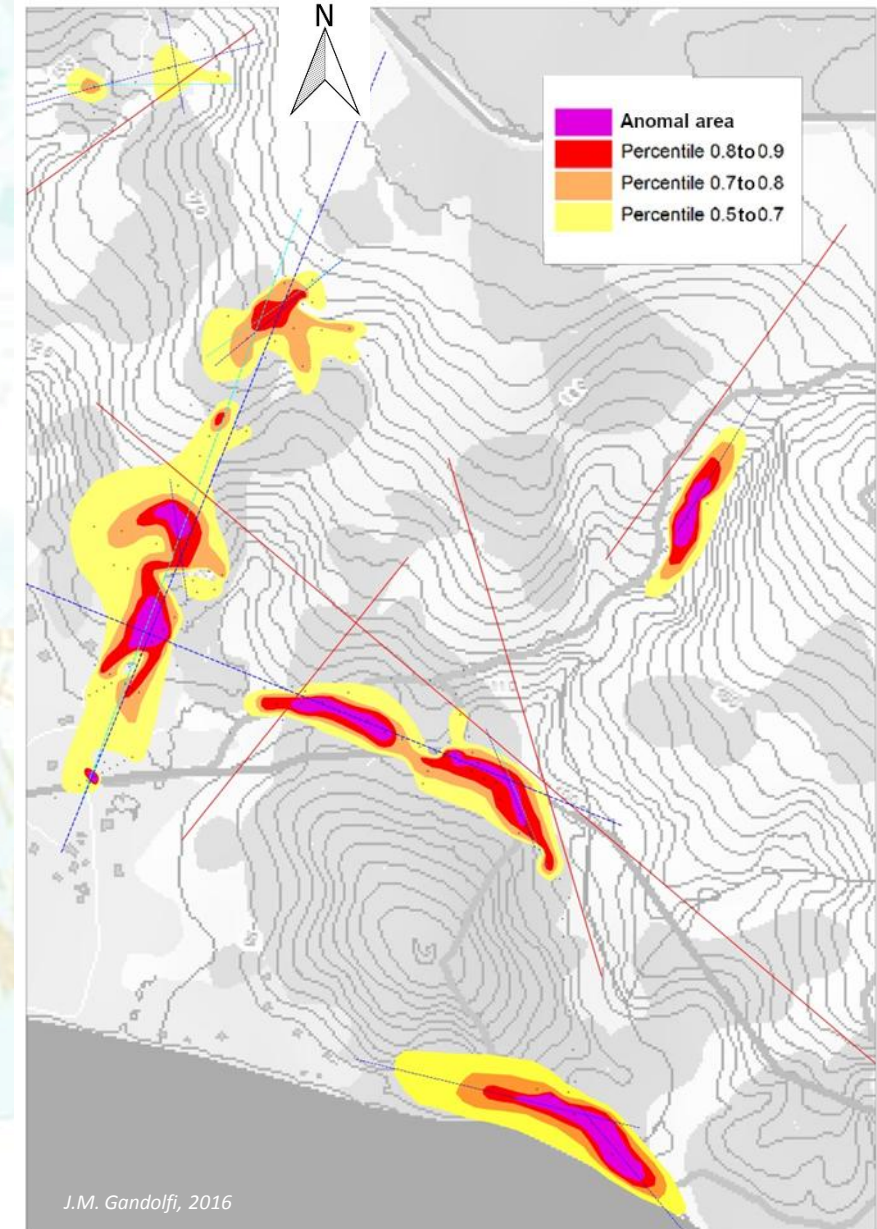 N
Anomal area
Percentile 0.8to0.9
Percentile 0.7to0.8
Percentile 0.5to0.7
J.M. Gandolfi, 2016